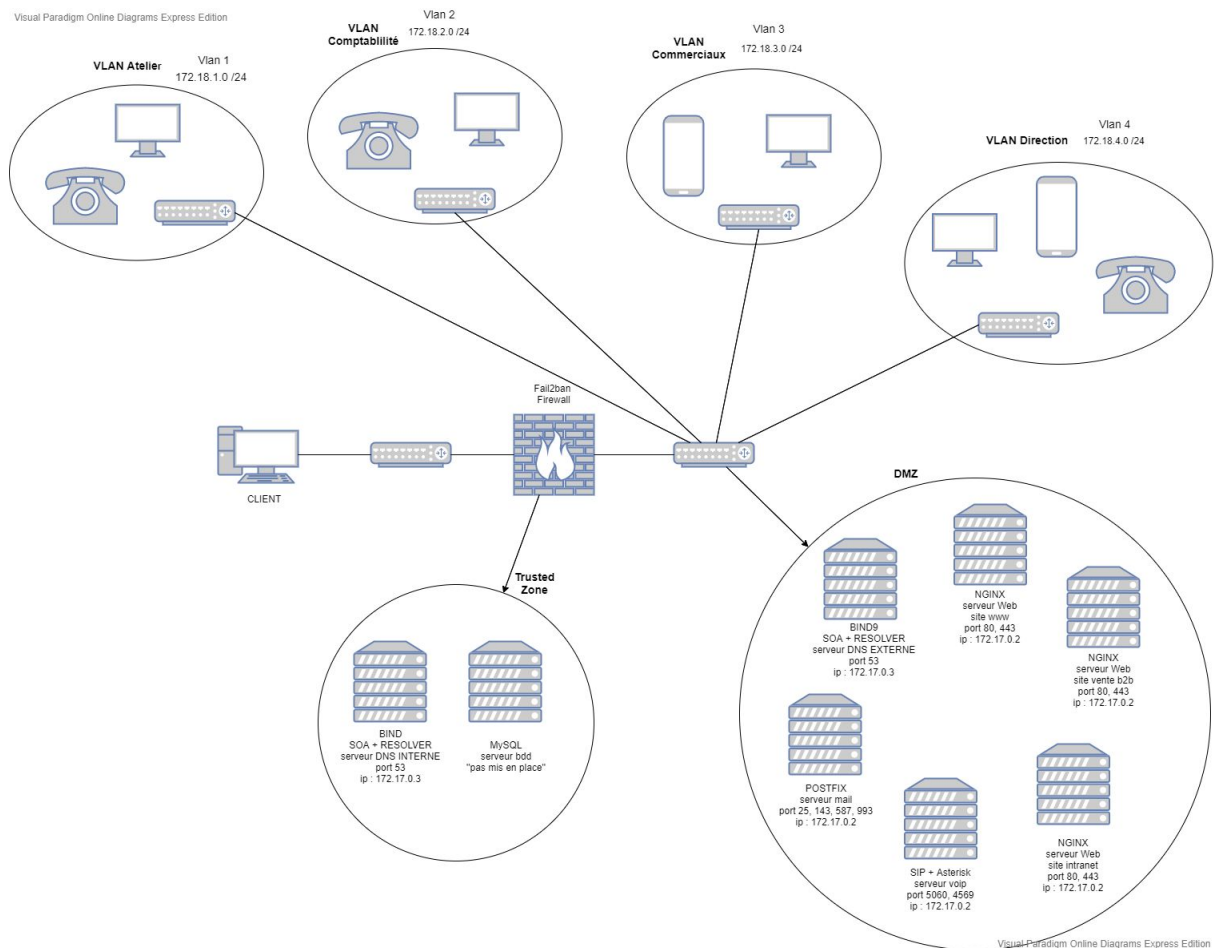 Visual Paradigm Online Diagrams Express Edition
VLAN Atelier
Vlan 1
172.18.1.0 /24
VLAN
Comptablilité
Vlan 2
172.18.2.0 /24
VLAN
Commerciaux
Vlan 3
172.18.3.0 /24
VLAN Direction
Vlan 4
172.18.4.0 /24
Fail2ban
Firewall
CLIENT
Trusted
Zone
BIND
SOA + RESOLVER
serveur DNS INTERNE
port 53
ip : 172.17.0.3
MySQL
serveur bdd
"pas mis en place"
DMZ
BIND9
SOA + RESOLVER
serveur DNS EXTERNE
port 53
ip : 172.17.0.3
NGINX
serveur Web
site www
port 80, 443
ip : 172.17.0.2
NGINX
serveur Web
site vente b2b
port 80, 443
ip : 172.17.0.2
POSTFIX
serveur mail
port 25, 143, 587, 993
ip : 172.17.0.2
SIP + Asterisk
serveur voip
port 5060, 4569
ip : 172.17.0.2
NGINX
serveur Web
site intranet
port 80, 443
ip : 172.17.0.2
Visual Paradigm Online Diagrams Express Edition